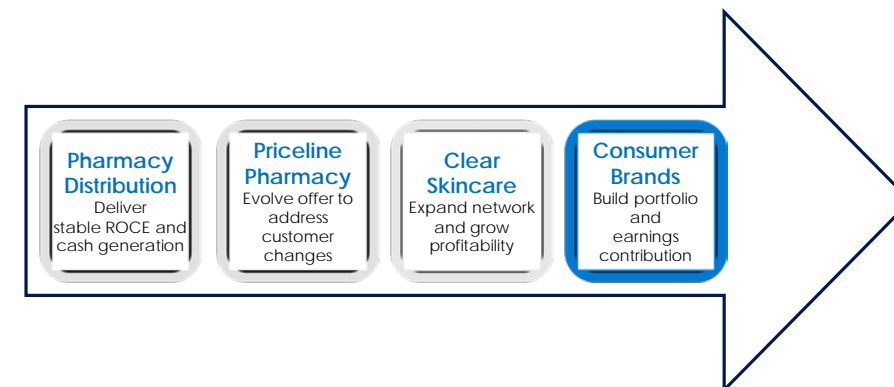 Pharmacy
Distribution
Deliver
stable ROCE and
cash generation
Priceline
Pharmacy
Evolve offer to
address
customer
changes
Clear
Skincare
Expand network
and grow
profitability
Consumer
Brands
Build portfolio
and
earnings
contribution